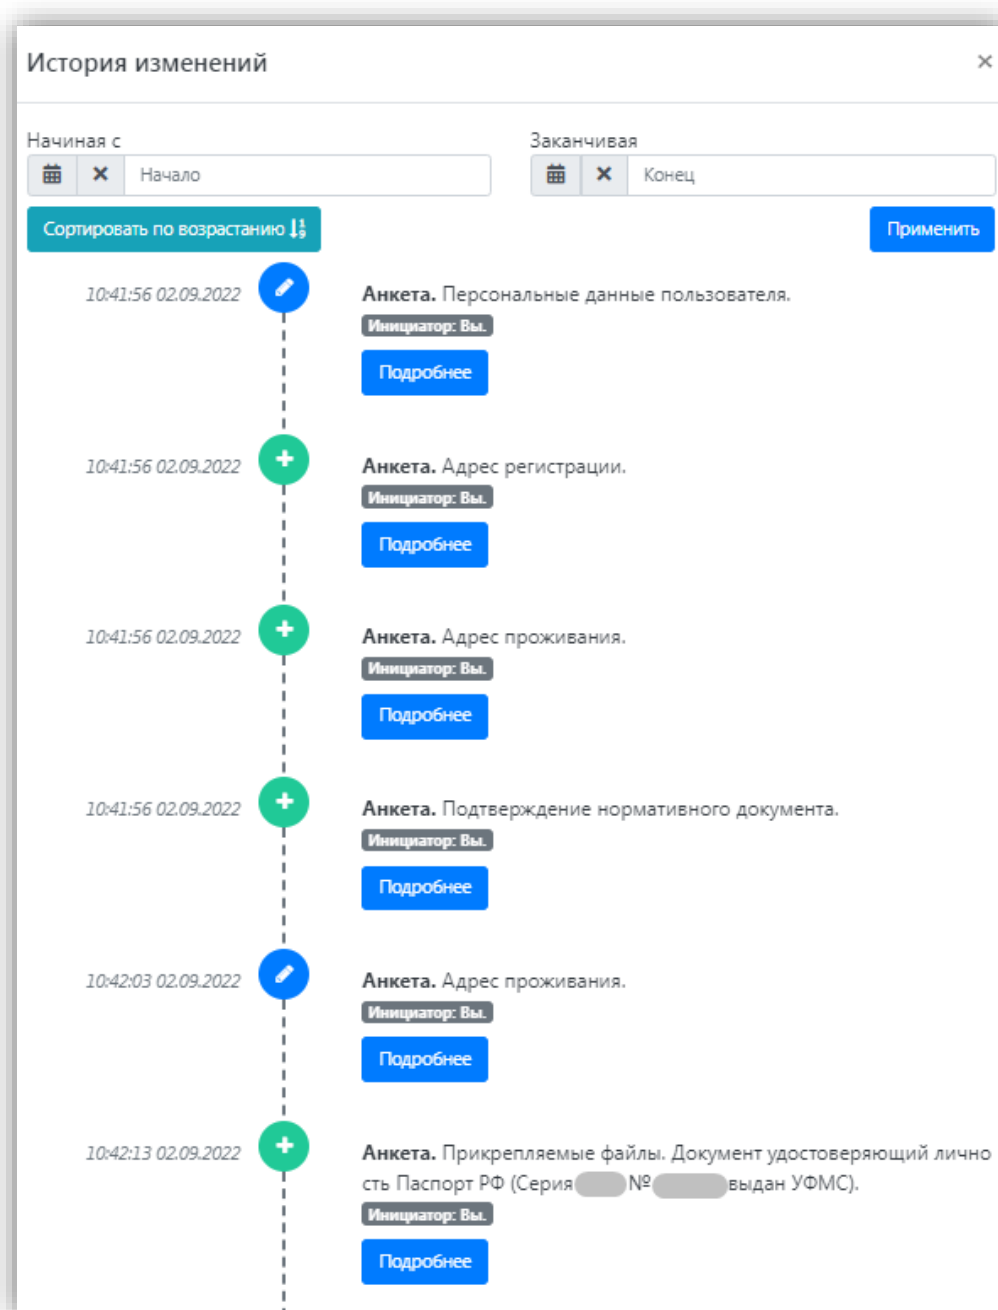 История изменений ×
Начиная с Заканчивая
Начало Конец
Сортировать по возрастанию Применить
10:41:56 02.09.2022 Анкета. Персональные данные пользователя.
Инициатор: Вы.
Подробнее
10:41:56 02.09.2022 Анкета. Адрес регистрации.
Инициатор: Вы.
Подробнее
10:41:56 02.09.2022 Анкета. Адрес проживания.
Инициатор: Вы.
Подробнее
10:41:56 02.09.2022 Анкета. Подтверждение нормативного документа.
Инициатор: Вы.
Подробнее
10:42:03 02.09.2022 Анкета. Адрес проживания.
Инициатор: Вы.
Подробнее
10:42:13 02.09.2022 Анкета. Прикрепляемые файлы. Документ удостоверяющий лично
сть Паспорт РФ (Серия № выдан УФМС).
Инициатор: Вы.
Подробнее